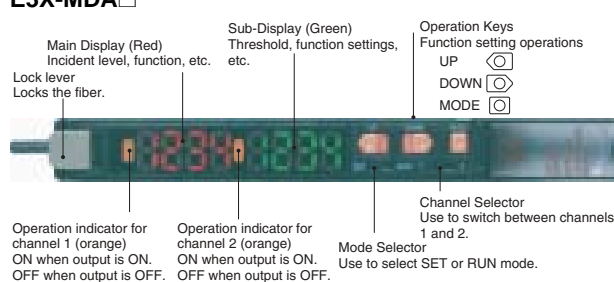 E3X-MDA□
Main Display (Red)
Incident level, function, etc.
Sub-Display (Green)
Threshold, function settings,
etc.
Operation Keys
Function setting operations
UP
DOWN
MODE
Lock lever
Locks the fiber.
1234 1234
Operation indicator for
channel 1 (orange)
ON when output is ON.
OFF when output is OFF.
Operation indicator for
channel 2 (orange)
ON when output is ON.
OFF when output is OFF.
Mode Selector
Use to select SET or RUN mode.
Channel Selector
Use to switch between channels
1 and 2.